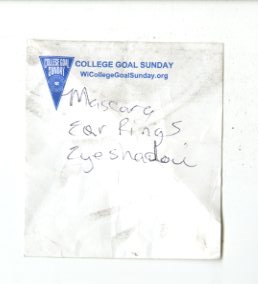 COLLEGE GOAL SUNDAY
WiCollegeGoalSunday.org
COLLEGE GOAL
SUNDAY
Mascara
Ear Rings
Eyeshadow